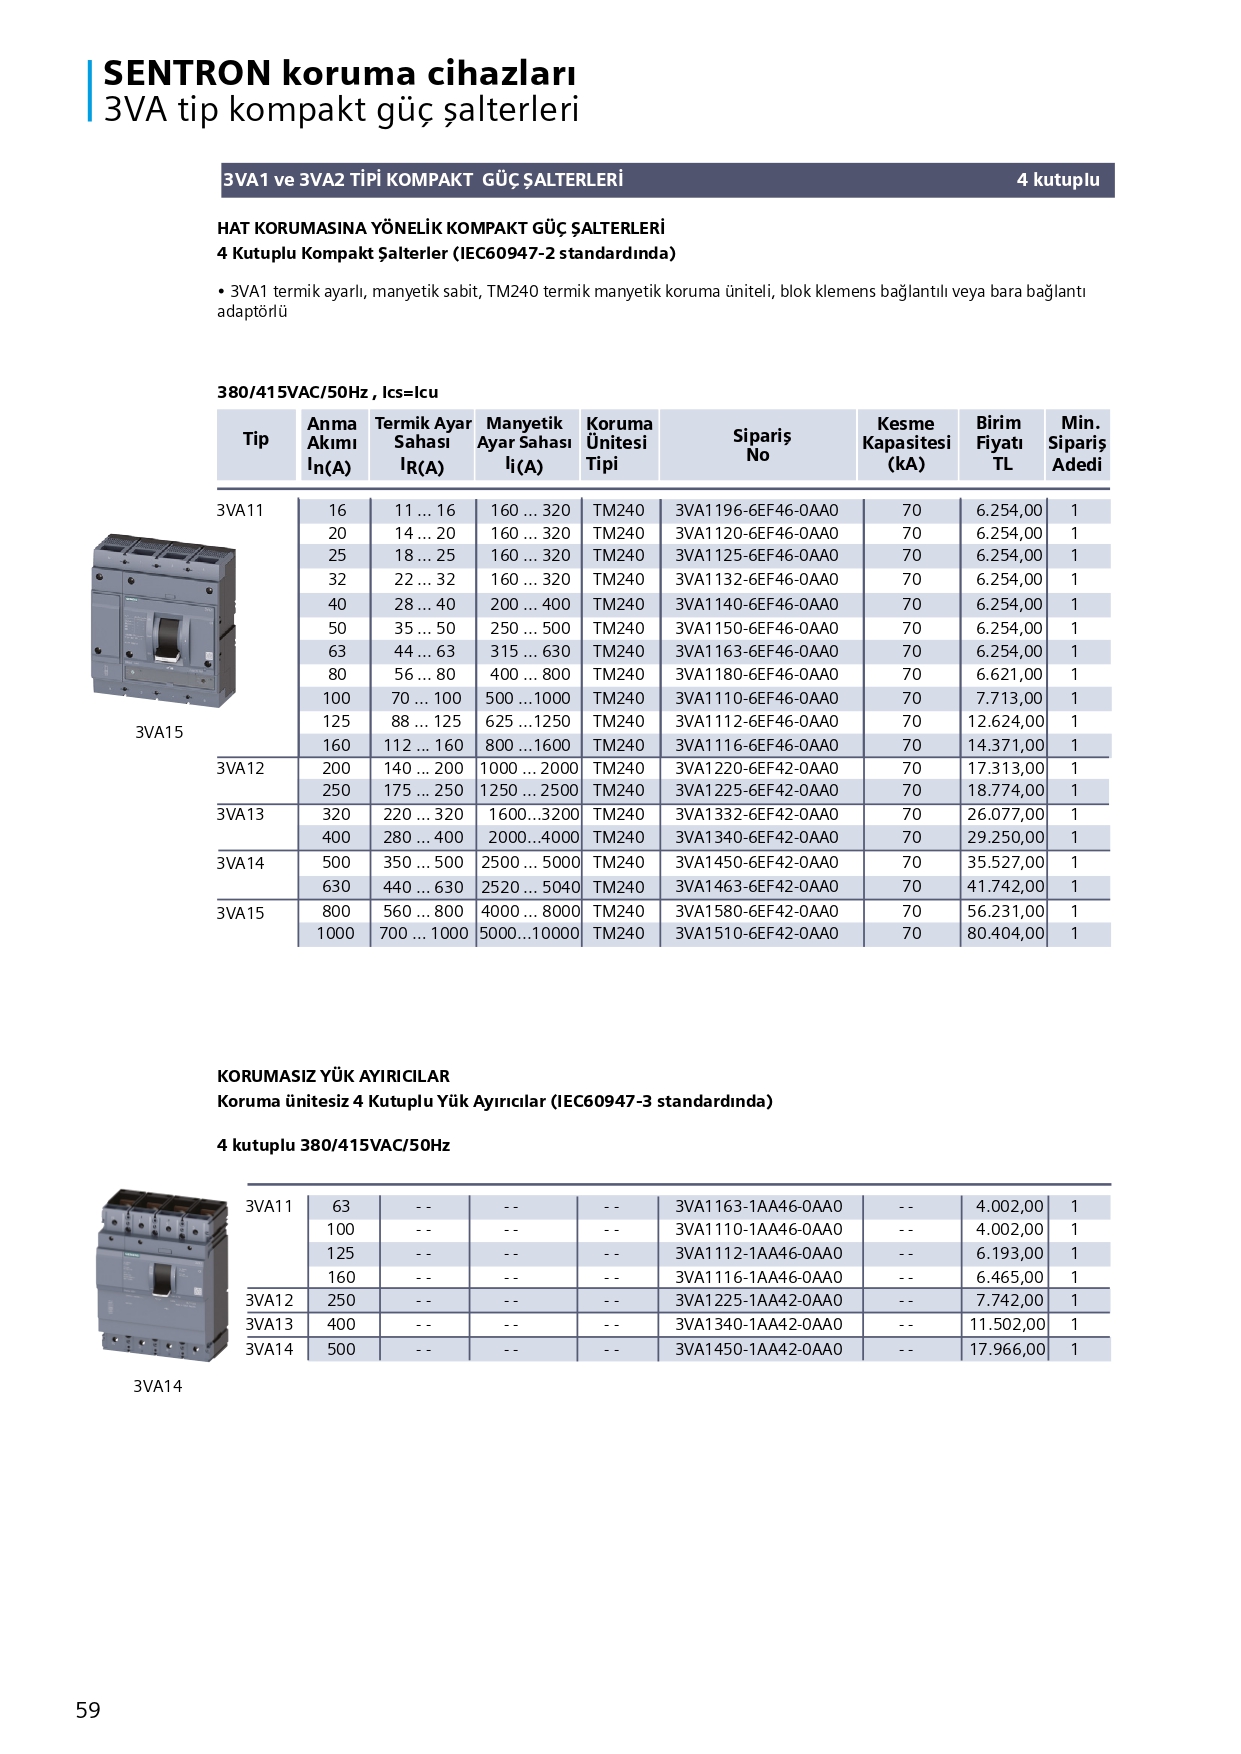 SENTRON koruma cihazları
3VA tip kompakt güç şalterleri
3VA1 ve 3VA2 TİPİ KOMPAKT GÜÇ ŞALTERLERİ 4 kutuplu
HAT KORUMASINA YÖNELİK KOMPAKT GÜÇ ŞALTERLERİ
4 Kutuplu Kompakt Şalterler (IEC60947-2 standardında)
• 3VA1 termik ayarlı, manyetik sabit, TM240 termik manyetik koruma üniteli, blok klemens bağlantılı veya bara bağlantı
adaptörlü
380/415VAC/50Hz , Ics=Icu
Tip Anma Akımı In(A) Termik Ayar Sahası IR(A) Manyetik Ayar Sahası Ii(A) Koruma Ünitesi Tipi Sipariş No Kesme Kapasitesi (kA) Birim Fiyatı TL Min. Sipariş Adedi
3VA11 16 11 ... 16 160 ... 320 TM240 3VA1196-6EF46-0AA0 70 6.254,00 1
20 14 ... 20 160 ... 320 TM240 3VA1120-6EF46-0AA0 70 6.254,00 1
25 18 ... 25 160 ... 320 TM240 3VA1125-6EF46-0AA0 70 6.254,00 1
32 22 ... 32 160 ... 320 TM240 3VA1132-6EF46-0AA0 70 6.254,00 1
40 28 ... 40 200 ... 400 TM240 3VA1140-6EF46-0AA0 70 6.254,00 1
50 35 ... 50 250 ... 500 TM240 3VA1150-6EF46-0AA0 70 6.254,00 1
63 44 ... 63 315 ... 630 TM240 3VA1163-6EF46-0AA0 70 6.254,00 1
80 56 ... 80 400 ... 800 TM240 3VA1180-6EF46-0AA0 70 6.621,00 1
100 70 ... 100 500 ...1000 TM240 3VA1110-6EF46-0AA0 70 7.713,00 1
125 88 ... 125 625 ...1250 TM240 3VA1112-6EF46-0AA0 70 12.624,00 1
160 112 ... 160 800 ...1600 TM240 3VA1116-6EF46-0AA0 70 14.371,00 1
3VA12 200 140 ... 200 1000 ... 2000 TM240 3VA1220-6EF42-0AA0 70 17.313,00 1
250 175 ... 250 1250 ... 2500 TM240 3VA1225-6EF42-0AA0 70 18.774,00 1
3VA13 320 220 ... 320 1600...3200 TM240 3VA1332-6EF42-0AA0 70 26.077,00 1
400 280 ... 400 2000...4000 TM240 3VA1340-6EF42-0AA0 70 29.250,00 1
3VA14 500 350 ... 500 2500 ... 5000 TM240 3VA1450-6EF42-0AA0 70 35.527,00 1
630 440 ... 630 2520 ... 5040 TM240 3VA1463-6EF42-0AA0 70 41.742,00 1
3VA15 800 560 ... 800 4000 ... 8000 TM240 3VA1580-6EF42-0AA0 70 56.231,00 1
1000 700 ... 1000 5000...10000 TM240 3VA1510-6EF42-0AA0 70 80.404,00 1
3VA15
KORUMASIZ YÜK AYIRICILAR
Koruma ünitesiz 4 Kutuplu Yük Ayırıcılar (IEC60947-3 standardında)
4 kutuplu 380/415VAC/50Hz
3VA11 63 - - - - - - 3VA1163-1AA46-0AA0 - - 4.002,00 1
100 - - - - - - 3VA1110-1AA46-0AA0 - - 4.002,00 1
125 - - - - - - 3VA1112-1AA46-0AA0 - - 6.193,00 1
160 - - - - - - 3VA1116-1AA46-0AA0 - - 6.465,00 1
3VA12 250 - - - - - - 3VA1225-1AA42-0AA0 - - 7.742,00 1
3VA13 400 - - - - - - 3VA1340-1AA42-0AA0 - - 11.502,00 1
3VA14 500 - - - - - - 3VA1450-1AA42-0AA0 - - 17.966,00 1
3VA14
59